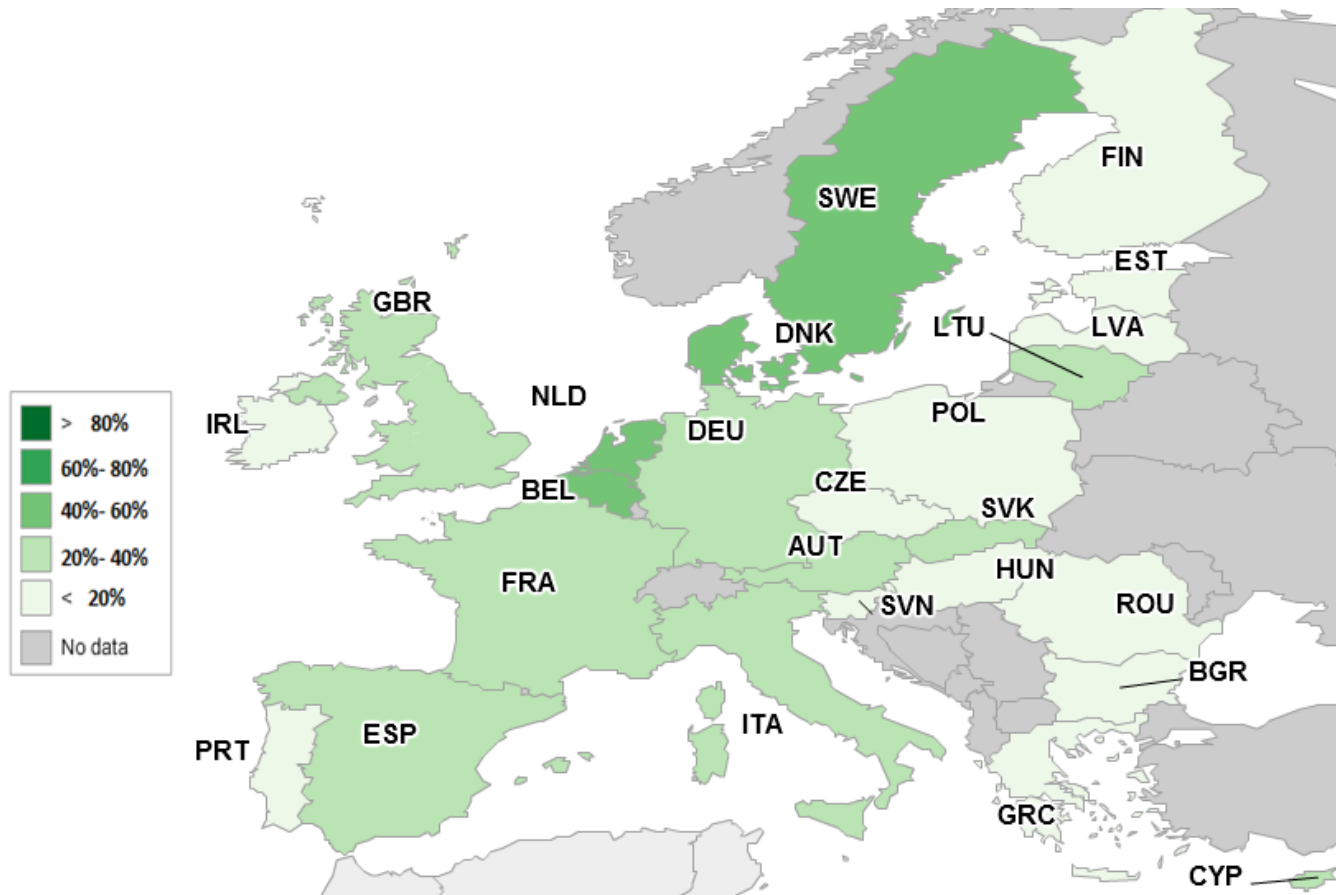 FIN
SWE
EST
GBR
DNK
LTU
LVA
NLD
> 80%
60%- 80%
40%- 60%
20%- 40%
< 20%
No data
IRL
DEU
POL
BEL
CZE
SVK
AUT
FRA
HUN
SVN
ROU
BGR
PRT
ESP
ITA
GRC
CYP